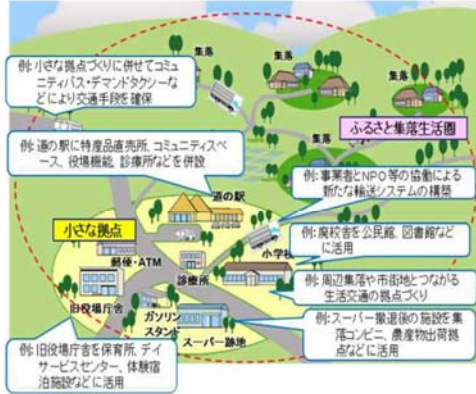 集落
集落
集落
例：小さな拠点づくりに併せてコミュ
ニティバス・デマンドタクシーな
どにより交通手段を確保
ふるさと集落生活圏
集落
例：道の駅に特産品直売所、コミュニティスペ
ース、役場機能、診療所などを併設
例：事業者とNPO等の協働による
新たな輸送システムの構築
道の駅
小さな拠点
例：廃校舎を公民館、図書館など
に活用
小学校
郵便・ATM
診療所
例：周辺集落や市街地とつながる
生活交通の拠点づくり
旧役場庁舎
ガソリン
スタンド
スーパー跡地
例：スーパー撤退後の施設を集
落コンビニ、農産物出荷拠
点などに活用
例：旧役場庁舎を保育所、デイ
サービスセンター、体験宿
泊施設などに活用